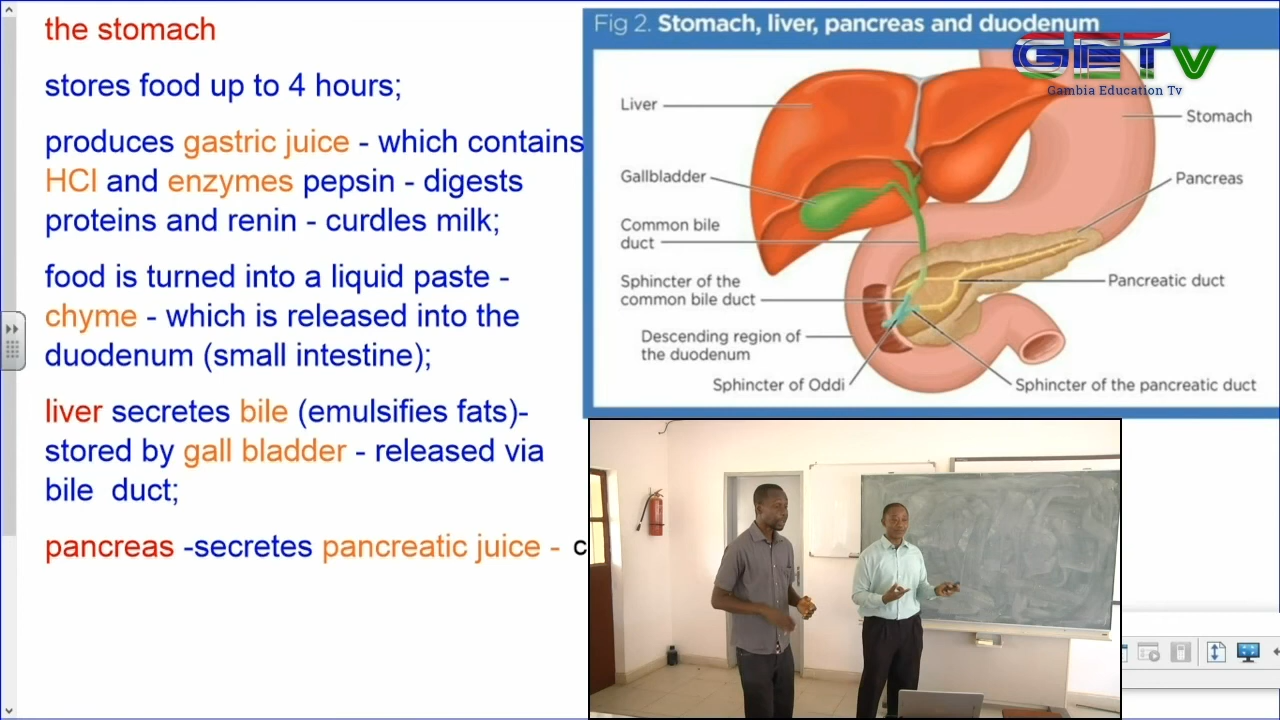 the stomach
stores food up to 4 hours;
produces gastric juice - which contains
HCl and enzymes pepsin - digests
proteins and renin - curdles milk;
food is turned into a liquid paste -
chyme - which is released into the
duodenum (small intestine);
liver secretes bile (emulsifies fats)-
stored by gall bladder - released via
bile duct;
pancreas -secretes pancreatic juice - c
Fig 2. Stomach, liver, pancreas and duodenum
GETv
Gambia Education Tv
Liver
Gallbladder
Common bile
duct
Sphincter of the
common bile duct
Descending region of
the duodenum
Sphincter of Oddi
Stomach
Pancreas
Pancreatic duct
Sphincter of the pancreatic duct